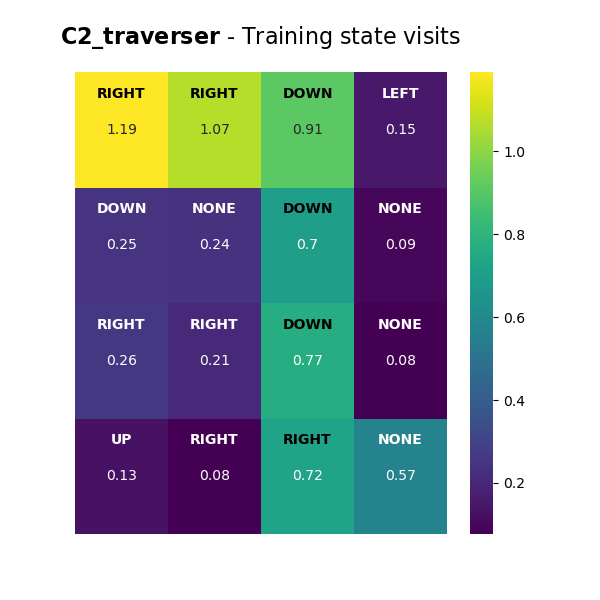 C2_traverser - Training state visits
RIGHT RIGHT DOWN LEFT
1.19 1.07 0.91 0.15
DOWN NONE DOWN NONE
0.25 0.24 0.7 0.09
RIGHT RIGHT DOWN NONE
0.26 0.21 0.77 0.08
UP RIGHT RIGHT NONE
0.13 0.08 0.72 0.57
1.0
0.8
0.6
0.4
0.2